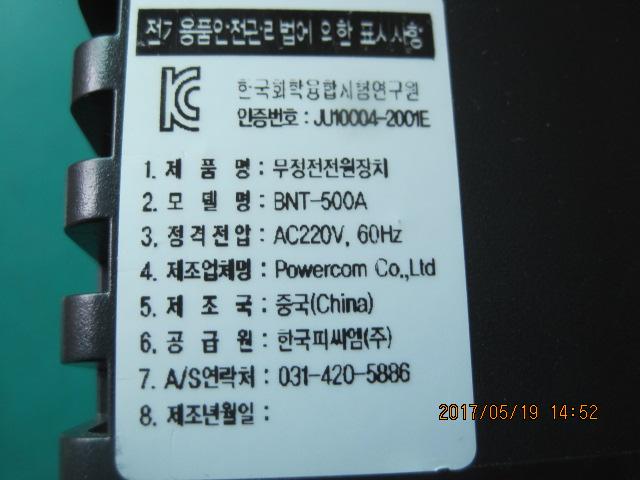 전기용품안전관리법에 의한 표시사항
한국화학융합시험연구원
인증번호 : JU10004-2001E
1. 제 품 명 : 무정전전원장치
2. 모 델 명 : BNT-500A
3. 정격전압 : AC220V, 60Hz
4. 제조업체명 : Powercom Co.,Ltd
5. 제 조 국 : 중국(China)
6. 공 급 원 : 한국피씨엠(주)
7. A/S연락처 : 031-420-5886
8. 제조년월일 :
2017/05/19 14:52